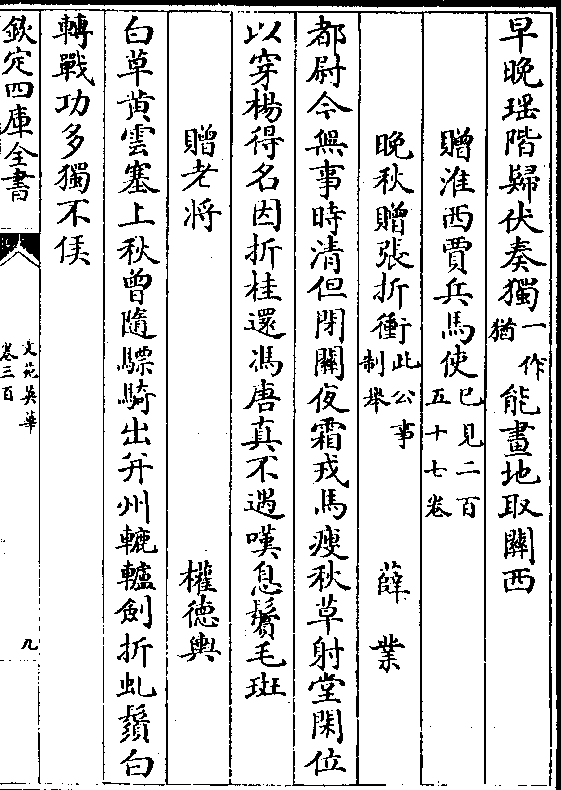 早晚瑶階歸伏奏獨一作猶能畫地取關西
贈淮西賈兵馬使已見二百五十七卷
晚秋贈張折衝此公事制舉 薛業
都尉今無事時清但閉關夜霜戎馬瘦秋草射堂閑位
以穿楊得名因折桂還馮唐真不遇嘆息鬢毛斑
贈老将 權德輿
白草黄雲塞上秋曾隨驃騎出并州轆轤劍折虬鬚白
轉戰功多獨不侯
欽定四庫全書
文苑英華
卷三百
九